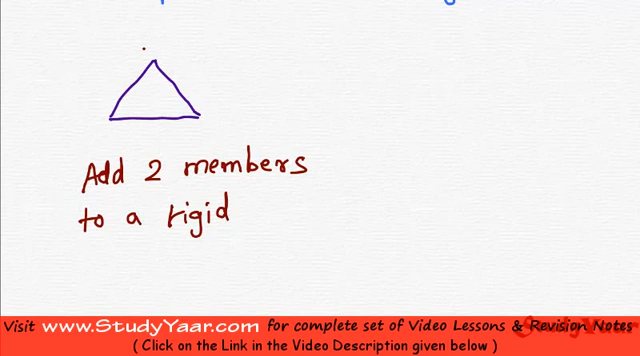 Add 2 members
to a rigid
Visit www.StudyYaar.com for complete set of Video Lessons & Revision Notes
StudyYaar
( Click on the Link in the Video Description given below )